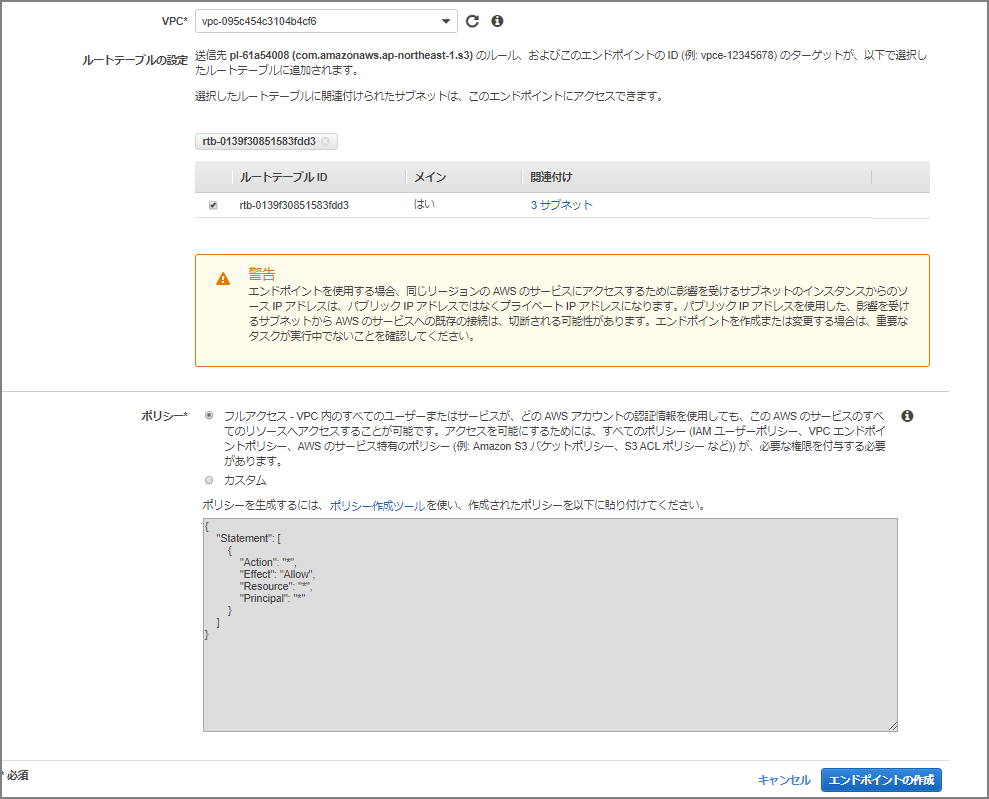 VPC* vpc-095c454c3104b4cf6
ルートテーブルの設定 送信先 pl-61a54008 (com.amazonaws.ap-northeast-1.s3) のルール、およびこのエンドポイントの ID (例: vpce-12345678) のターゲットが、以下で選択し
たルートテーブルに追加されます。
選択したルートテーブルに関連付けられたサブネットは、このエンドポイントにアクセスできます。
rtb-0139f30851583fdd3
ルートテーブル ID メイン 関連付け
rtb-0139f30851583fdd3 はい 3 サブネット
警告
エンドポイントを使用する場合、同じリージョンの AWS のサービスにアクセスするために影響を受けるサブネットのインスタンスからのソ
ース IP アドレスは、パブリック IP アドレスではなくプライベート IP アドレスになります。パブリック IP アドレスを使用した、影響を受け
るサブネットから AWS のサービスへの既存の接続は、切断される可能性があります。エンドポイントを作成または変更する場合は、重要な
タスクが実行中でないことを確認してください。
ポリシー* フルアクセス - VPC 内のすべてのユーザーまたはサービスが、どの AWS アカウントの認証情報を使用しても、この AWS のサービスのすべ
てのリソースへアクセスすることが可能です。アクセスを可能にするためには、すべてのポリシー (IAM ユーザーポリシー、VPC エンドポイ
ントポリシー、AWS のサービス特有のポリシー (例: Amazon S3 バケットポリシー、S3 ACL ポリシー など)) が、必要な権限を付与する必要
があります。
カスタム
ポリシーを生成するには、ポリシー作成ツールを使い、作成されたポリシーを以下に貼り付けてください。
{
"Statement": [
{
"Action": "*",
"Effect": "Allow",
"Resource": "*",
"Principal": "*"
}
]
}
* 必須
キャンセル エンドポイントの作成